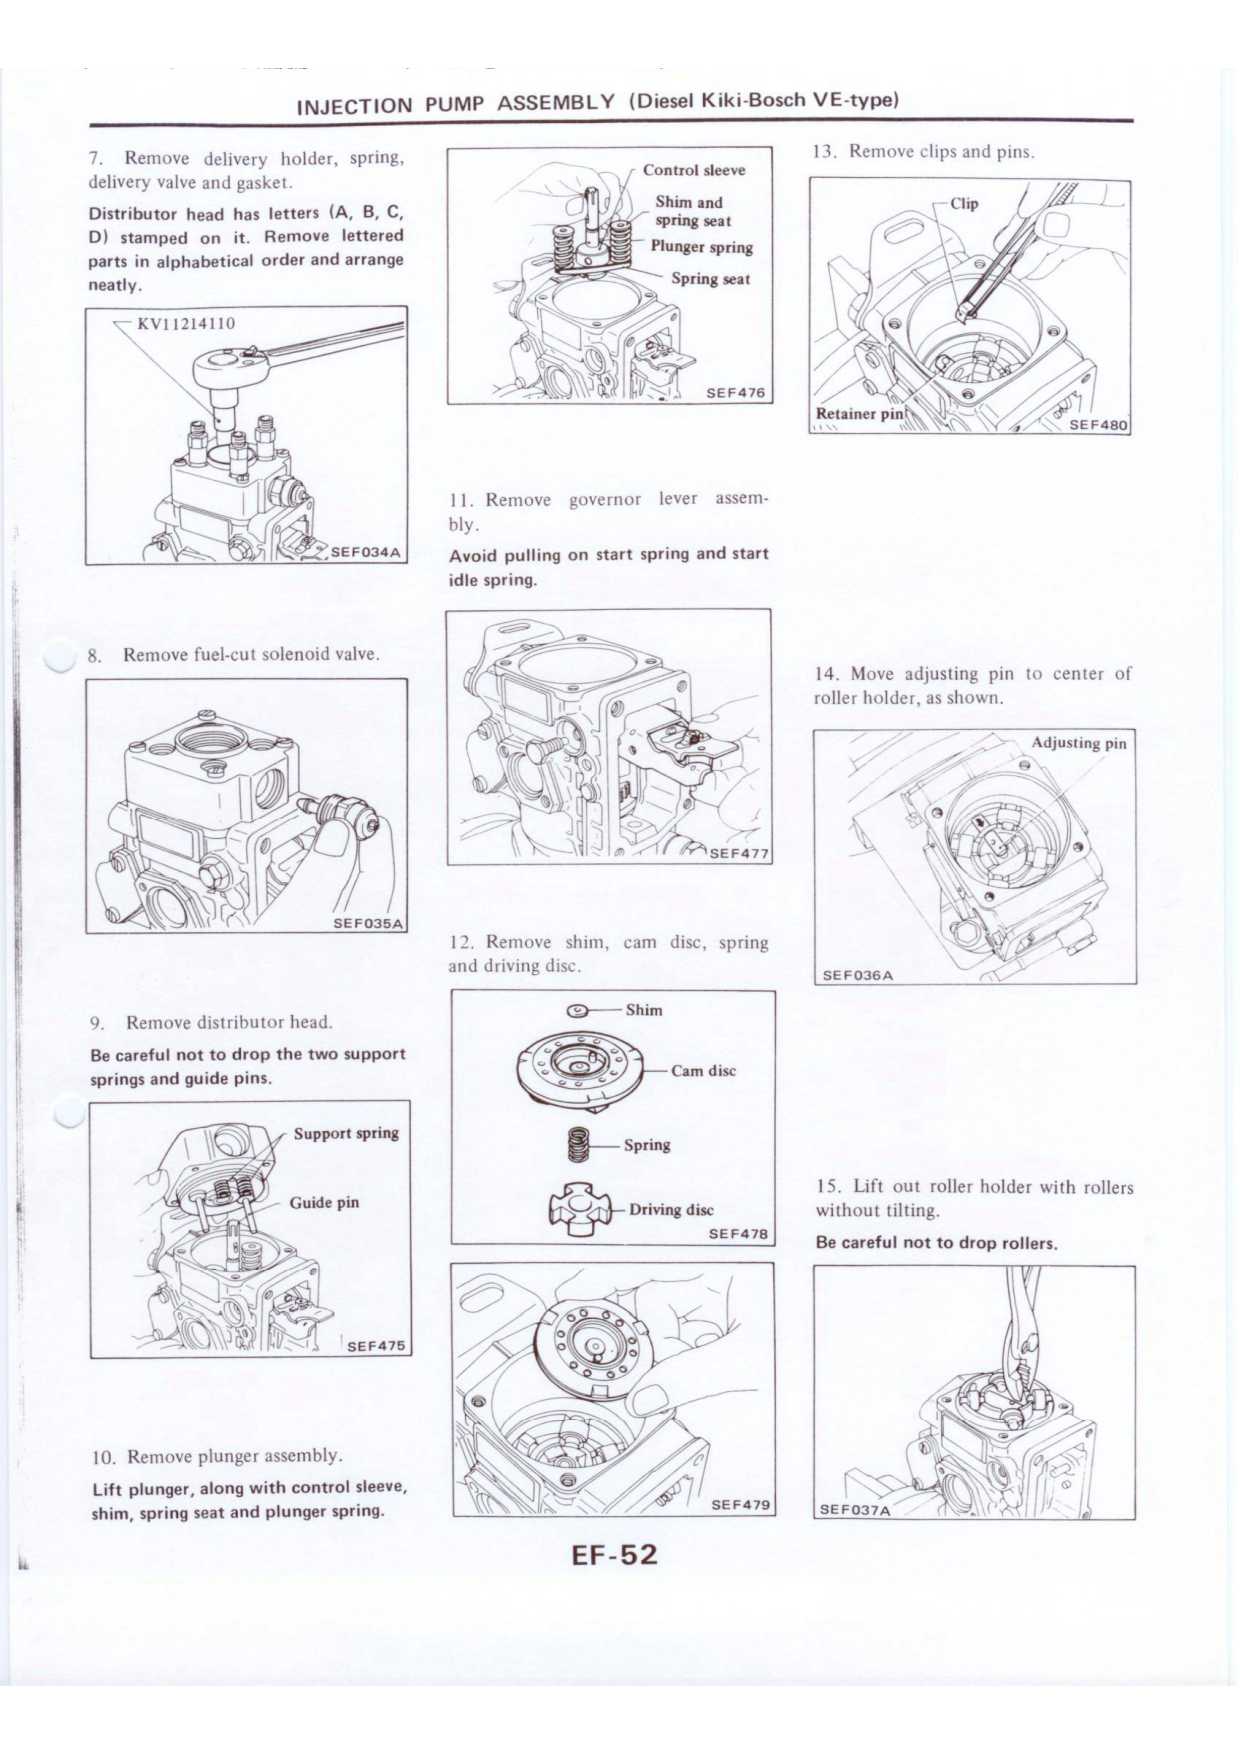 INJECTION PUMP ASSEMBLY (Diesel Kiki-Bosch VE-type)
7. Remove delivery holder, spring,
delivery valve and gasket.
Distributor head has letters (A, B, C,
D) stamped on it. Remove lettered
parts in alphabetical order and arrange
neatly.
KV11214110
SEF034A
8. Remove fuel-cut solenoid valve.
SEF035A
9. Remove distributor head.
Be careful not to drop the two support
springs and guide pins.
Support spring
Guide pin
SEF475
10. Remove plunger assembly.
Lift plunger, along with control sleeve,
shim, spring seat and plunger spring.
Control sleeve
Shim and
spring seat
Plunger spring
Spring seat
SEF476
11. Remove governor lever assem-
bly.
Avoid pulling on start spring and start
idle spring.
SEF477
12. Remove shim, cam disc, spring
and driving disc.
Shim
Cam disc
Spring
Driving disc
SEF478
SEF479
13. Remove clips and pins.
Clip
Retainer pin
SEF480
14. Move adjusting pin to center of
roller holder, as shown.
Adjusting pin
SEF036A
15. Lift out roller holder with rollers
without tilting.
Be careful not to drop rollers.
SEF037A
EF-52